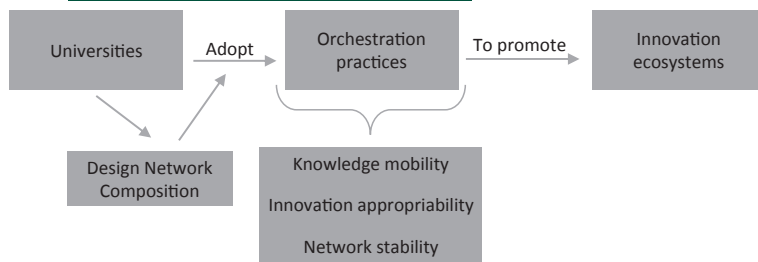 Universities
Adopt
Orchestration
practices
To promote
Innovation
ecosystems
Design Network
Composition
Knowledge mobility
Innovation appropriability
Network stability